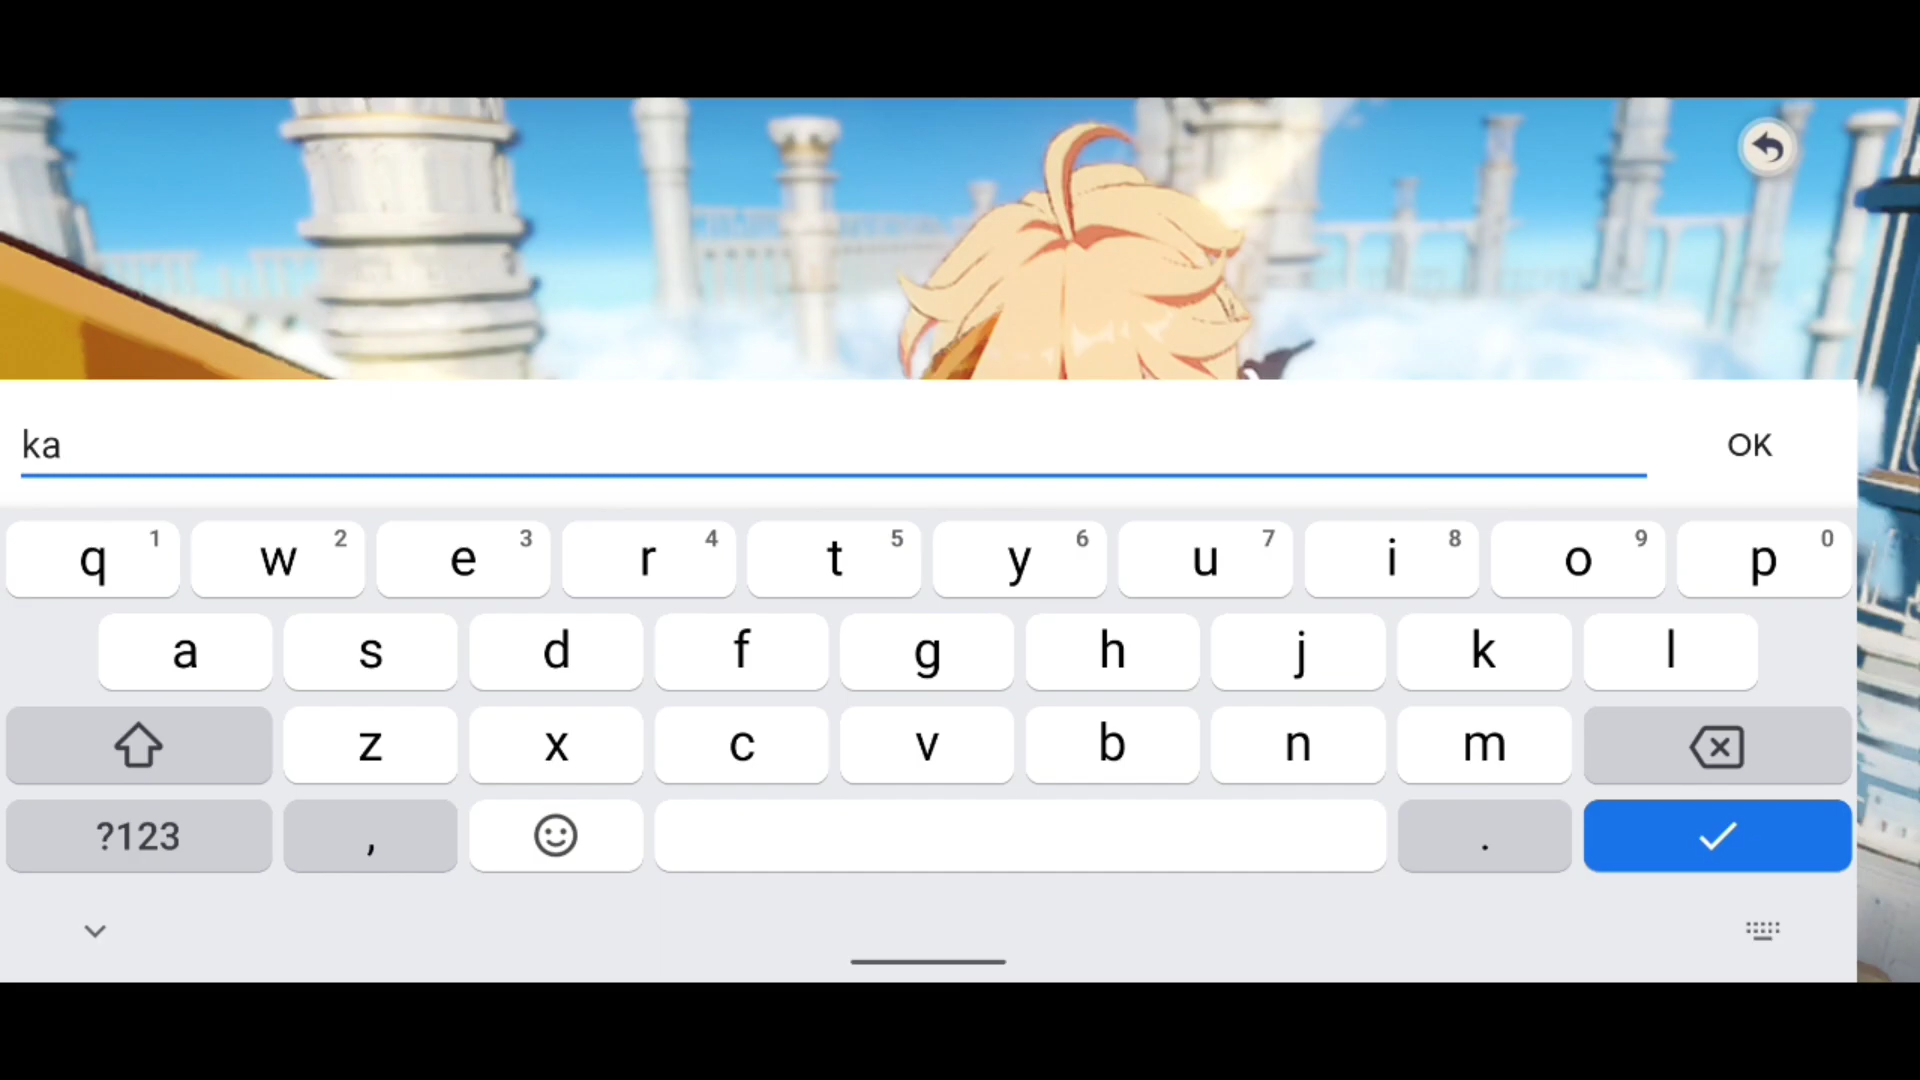 ka
OK
q 1 w 2 e 3 r 4 t 5 y 6 u 7 i 8 o 9 p 0
a s d f g h j k l
z x c v b n m
?123 , .